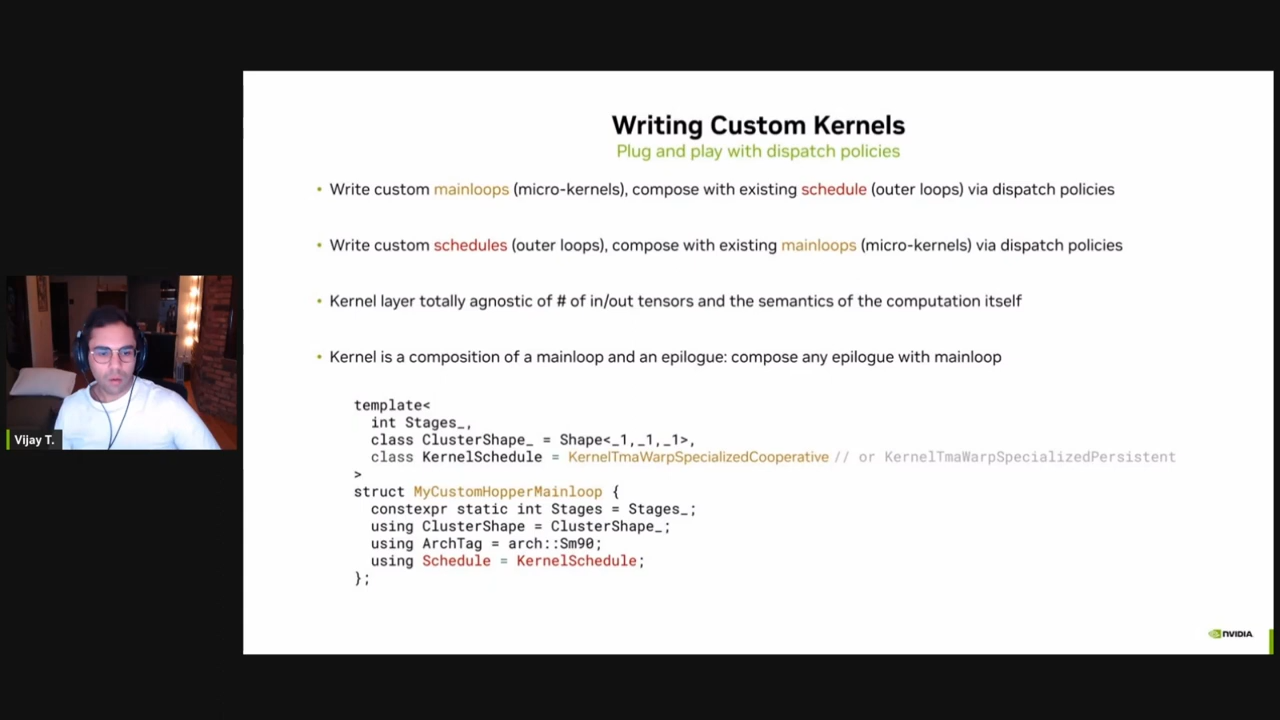 Writing Custom Kernels
Plug and play with dispatch policies
• Write custom mainloops (micro-kernels), compose with existing schedule (outer loops) via dispatch policies
• Write custom schedules (outer loops), compose with existing mainloops (micro-kernels) via dispatch policies
• Kernel layer totally agnostic of # of in/out tensors and the semantics of the computation itself
• Kernel is a composition of a mainloop and an epilogue: compose any epilogue with mainloop
template<
  int Stages_,
  class ClusterShape_ = Shape<_1,_1,_1>,
  class KernelSchedule = KernelTmaWarpSpecializedCooperative // or KernelTmaWarpSpecializedPersistent
>
struct MyCustomHopperMainloop {
  constexpr static int Stages = Stages_;
  using ClusterShape = ClusterShape_;
  using ArchTag = arch::Sm90;
  using Schedule = KernelSchedule;
};
Vijay T.
NVIDIA